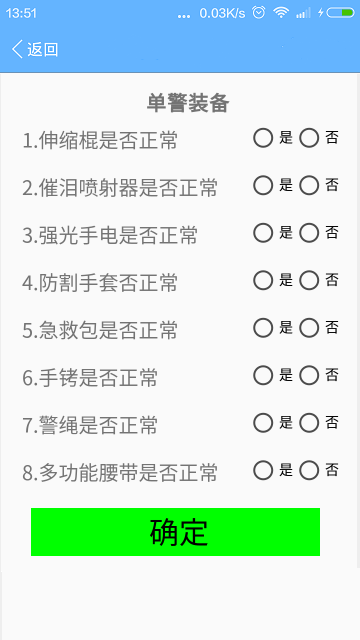 13:51 ... 0.03K/s
返回
单警装备
1.伸缩棍是否正常 是 否
2.催泪喷射器是否正常 是 否
3.强光手电是否正常 是 否
4.防割手套否正常 是 否
5.急救包是否正常 是 否
6.手铐是否正常 是 否
7.警绳是否正常 是 否
8.多功能腰带是否正常 是 否
确定